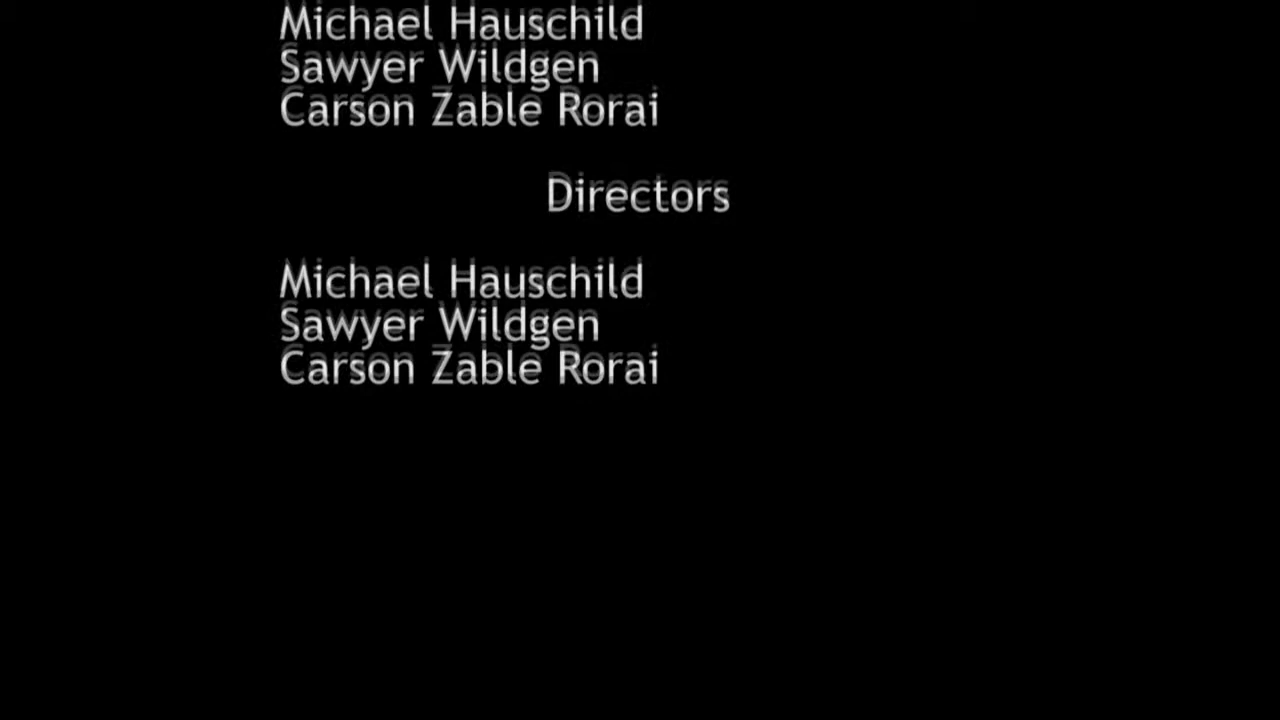 Michael Hauschild
Sawyer Wildgen
Carson Zable Rorai
Directors
Michael Hauschild
Sawyer Wildgen
Carson Zable Rorai